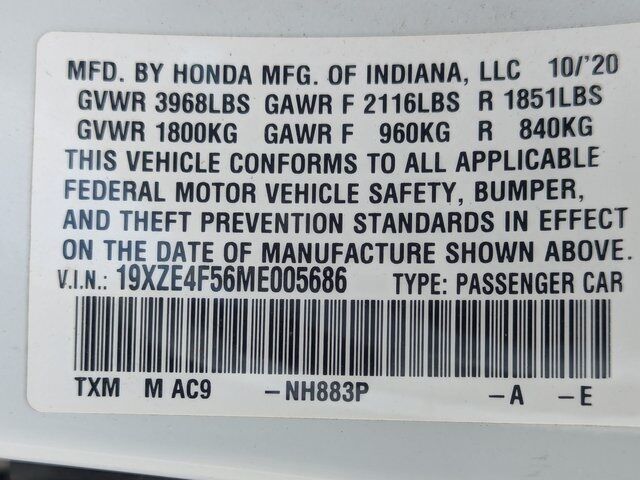 MFD. BY HONDA MFG. OF INDIANA, LLC 10/'20
GVWR 3968LBS GAWR F 2116LBS R 1851LBS
GVWR 1800KG GAWR F 960KG R 840KG
THIS VEHICLE CONFORMS TO ALL APPLICABLE
FEDERAL MOTOR VEHICLE SAFETY, BUMPER,
AND THEFT PREVENTION STANDARDS IN EFFECT
ON THE DATE OF MANUFACTURE SHOWN ABOVE.
V.I.N.: 19XZE4F56ME005686 TYPE: PASSENGER CAR
TXM M AC9 -NH883P -A -E